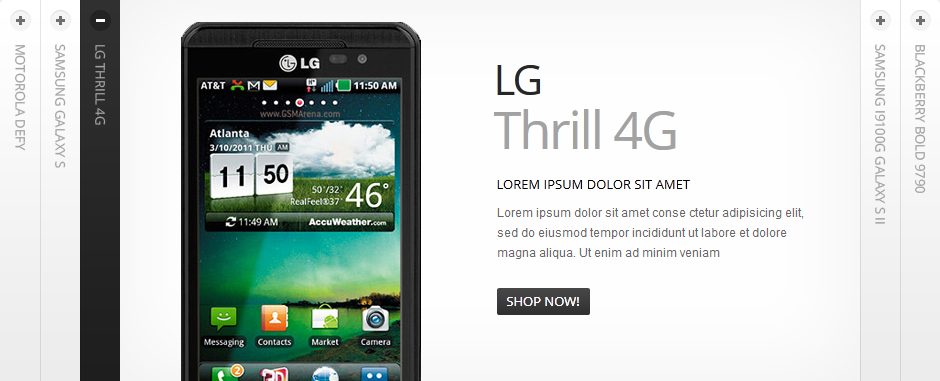 MOTOROLA DEFY
SAMSUNG GALAXY S
LG THRILL 4G
LG
AT&T
11:50 AM
www.GSMArena.com
Atlanta
3/10/2011 THU AM
11 50
50°/32°
RealFeel®37°
46°
11:49 AM
AccuWeather.com
Messaging
Contacts
Market
Camera
2
3D
LG
Thrill 4G
LOREM IPSUM DOLOR SIT AMET
Lorem ipsum dolor sit amet conse ctetur adipisicing elit,
sed do eiusmod tempor incididunt ut labore et dolore
magna aliqua. Ut enim ad minim veniam
SHOP NOW!
SAMSUNG I9100G GALAXY S II
BLACKBERRY BOLD 9790